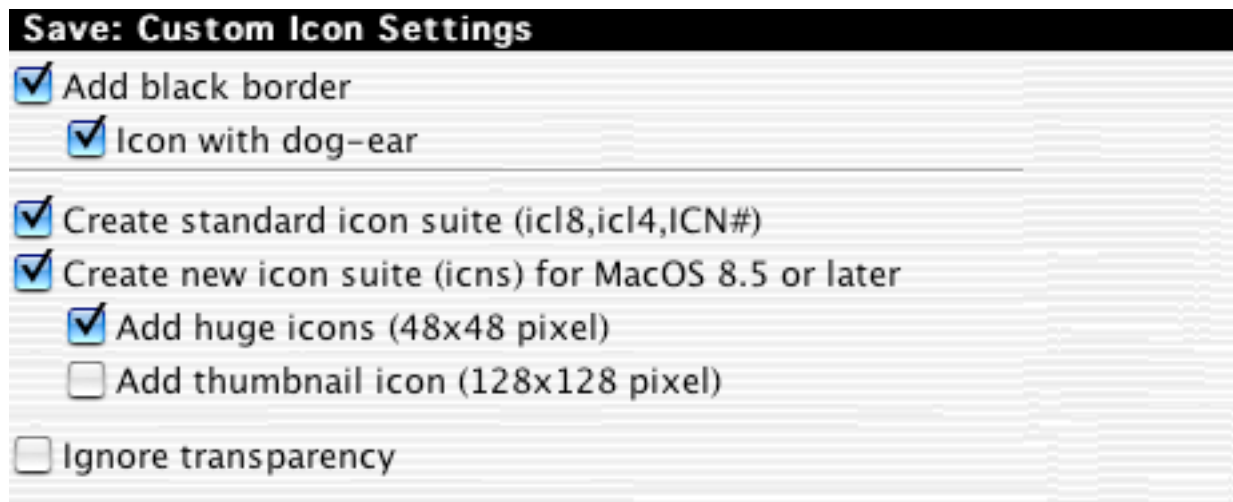 Save: Custom Icon Settings
Add black border
Icon with dog-ear
Create standard icon suite (icl8,icl4,ICN#)
Create new icon suite (icns) for MacOS 8.5 or later
Add huge icons (48x48 pixel)
Add thumbnail icon (128x128 pixel)
Ignore transparency